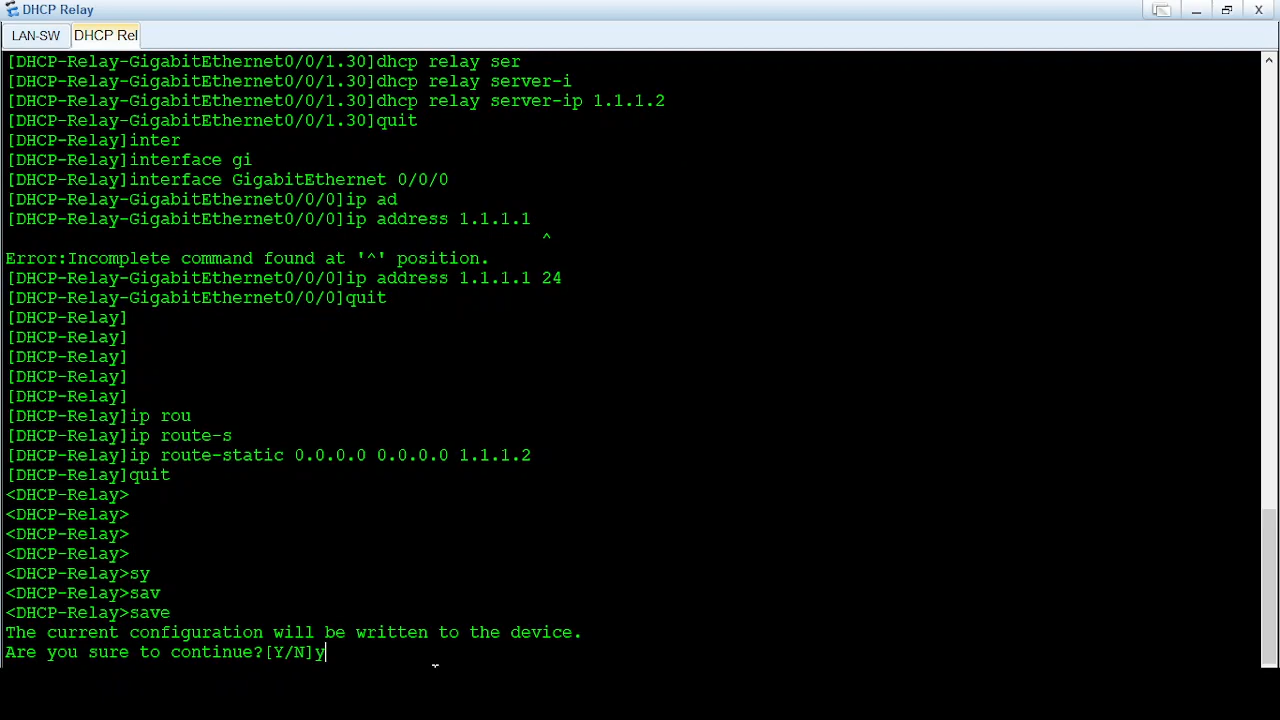 DHCP Relay
X
LAN-SW
DHCP Rel
[DHCP-Relay-GigabitEthernet0/0/1.30]dhcp relay ser
[DHCP-Relay-GigabitEthernet0/0/1.30]dhcp relay server-i
[DHCP-Relay-GigabitEthernet0/0/1.30]dhcp relay server-ip 1.1.1.2
[DHCP-Relay-GigabitEthernet0/0/1.30]quit
[DHCP-Relay]inter
[DHCP-Relay]interface gi
[DHCP-Relay]interface GigabitEthernet 0/0/0
[DHCP-Relay-GigabitEthernet0/0/0]ip ad
[DHCP-Relay-GigabitEthernet0/0/0]ip address 1.1.1.1
^
Error:Incomplete command found at '^' position.
[DHCP-Relay-GigabitEthernet0/0/0]ip address 1.1.1.1 24
[DHCP-Relay-GigabitEthernet0/0/0]quit
[DHCP-Relay]
[DHCP-Relay]
[DHCP-Relay]
[DHCP-Relay]
[DHCP-Relay]
[DHCP-Relay]ip rou
[DHCP-Relay]ip route-s
[DHCP-Relay]ip route-static 0.0.0.0 0.0.0.0 1.1.1.2
[DHCP-Relay]quit
<DHCP-Relay>
<DHCP-Relay>
<DHCP-Relay>
<DHCP-Relay>
<DHCP-Relay>sy
<DHCP-Relay>sav
<DHCP-Relay>save
The current configuration will be written to the device.
Are you sure to continue?[Y/N]y